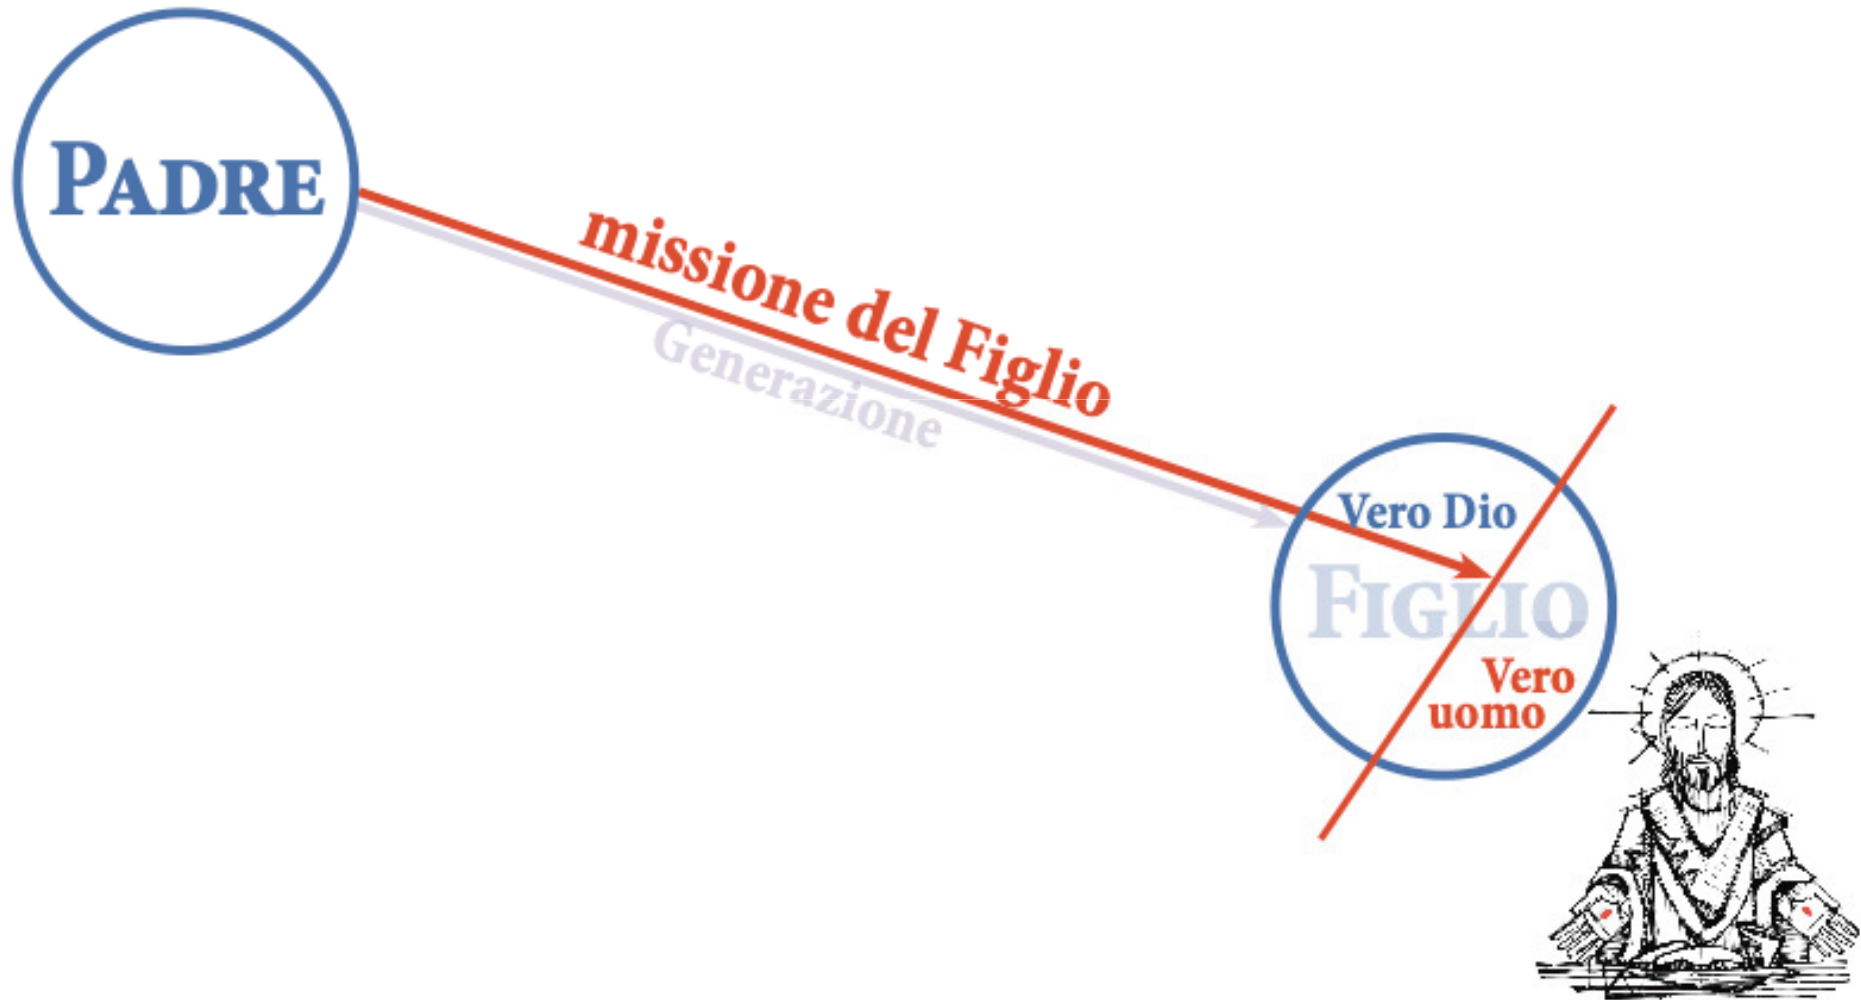 PADRE
missione del Figlio
Generazione
Vero Dio
FIGLIO
Vero
uomo